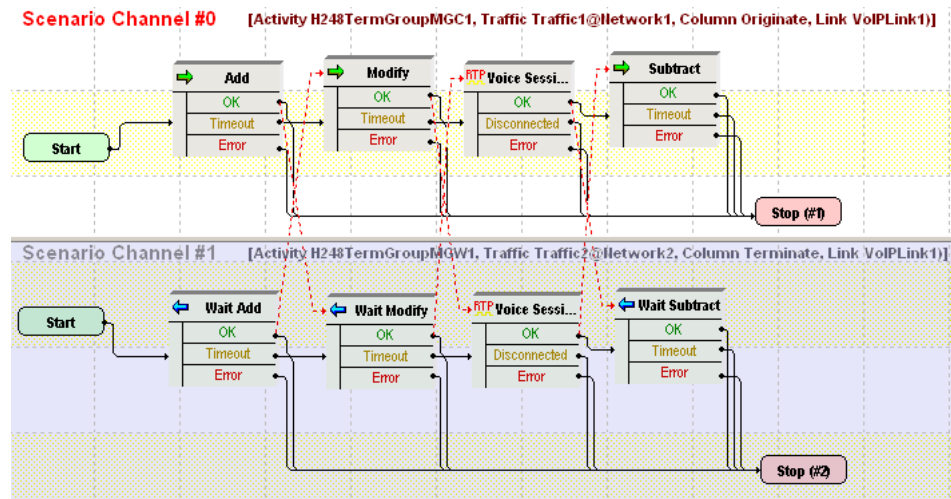 Scenario Channel #0 [Activity H248TermGroupMGC1, Traffic Traffic1@Network1, Column Originate, Link VoIPLink1)]
Add
OK
Timeout
Error
Modify
OK
Timeout
Error
RTP Voice Sessi...
OK
Disconnected
Error
Subtract
OK
Timeout
Error
Start
Stop (#1)
Scenario Channel #1 [Activity H248TermGroupMGW1, Traffic Traffic2@Network2, Column Terminate, Link VoIPLink1)]
Start
Wait Add
OK
Timeout
Error
Wait Modify
OK
Timeout
Error
RTP Voice Sessi...
OK
Disconnected
Error
Wait Subtract
OK
Timeout
Error
Stop (#2)